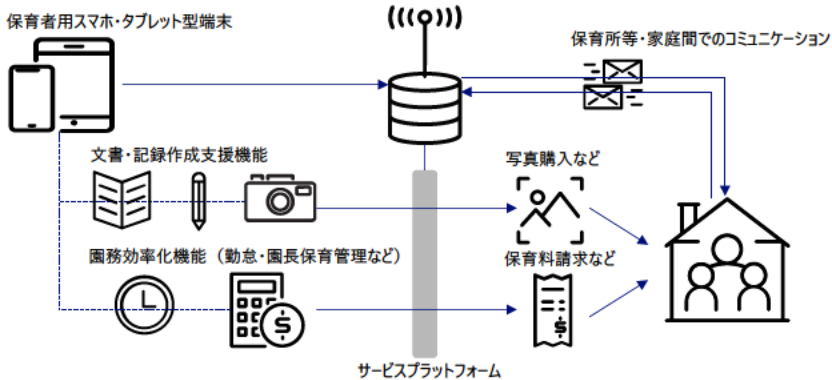 保育者用スマホ・タブレット型端末
保育所等・家庭間でのコミュニケーション
文書・記録作成支援機能
写真購入など
園務効率化機能（勤怠・園長保育管理など）
保育料請求など
$
$
サービスプラットフォーム